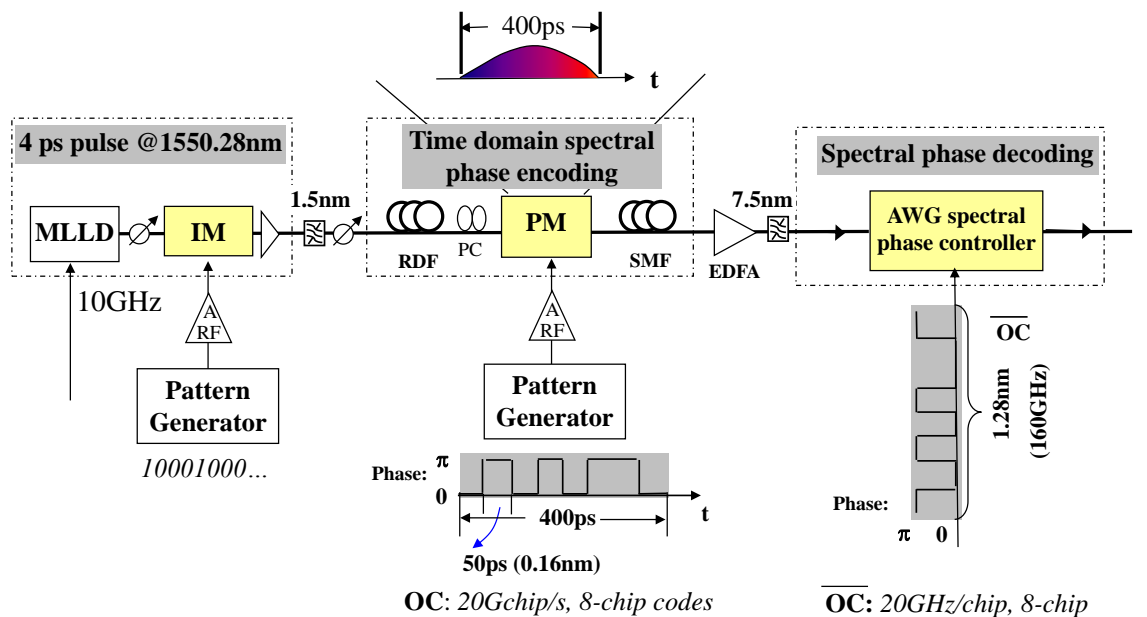 400ps
t
4 ps pulse @1550.28nm
Time domain spectral
phase encoding
Spectral phase decoding
1.5nm
7.5nm
MLLD
IM
PM
AWG spectral
phase controller
RDF
PC
SMF
EDFA
10GHz
A
RF
A
RF
Pattern
Generator
Pattern
Generator
10001000...
Phase:
π
0
t
400ps
50ps (0.16nm)
OC: 20Gchip/s, 8-chip codes
OC
1.28nm
(160GHz)
Phase:
π 0
OC: 20GHz/chip, 8-chip